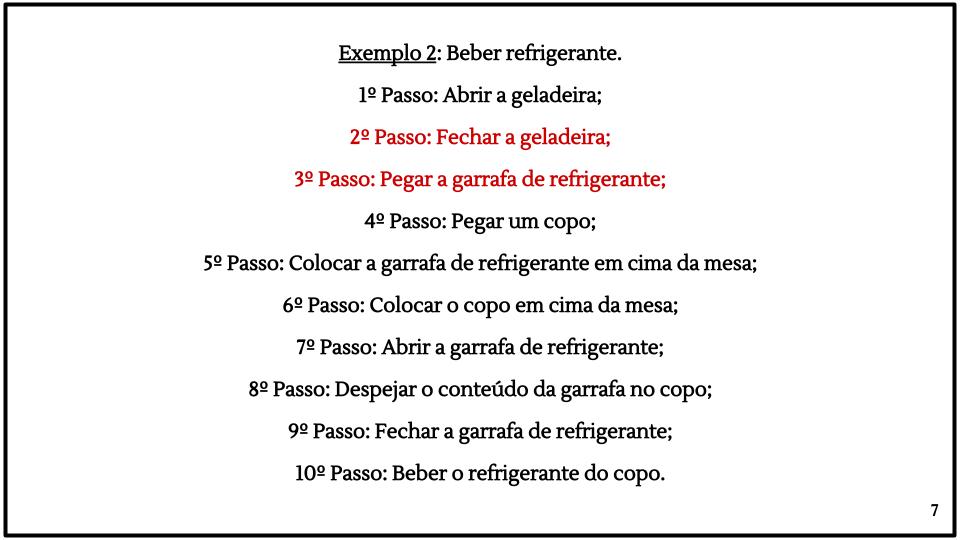 Exemplo 2: Beber refrigerante.
1º Passo: Abrir a geladeira;
2º Passo: Fechar a geladeira;
3º Passo: Pegar a garrafa de refrigerante;
4º Passo: Pegar um copo;
5º Passo: Colocar a garrafa de refrigerante em cima da mesa;
6º Passo: Colocar o copo em cima da mesa;
7º Passo: Abrir a garrafa de refrigerante;
8º Passo: Despejar o conteúdo da garrafa no copo;
9º Passo: Fechar a garrafa de refrigerante;
10º Passo: Beber o refrigerante do copo.
7